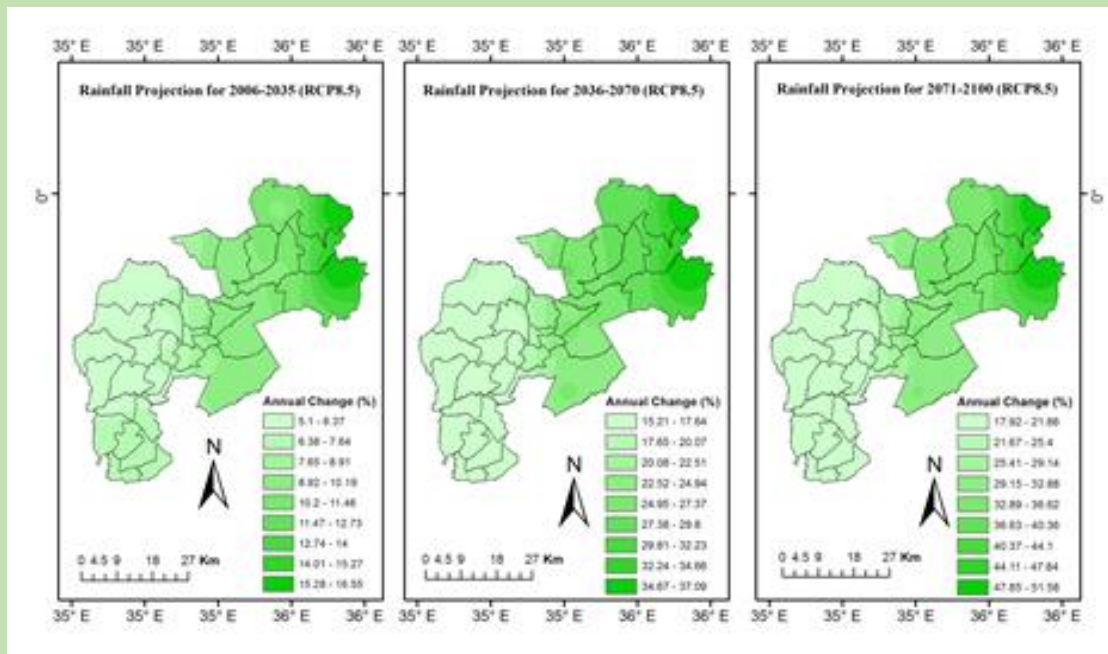 35° E 35° E 35° E 36° E 36° E
Rainfall Projection for 2006-2035 (RCP8.5)
0°
Annual Change (%)
5.1 - 6.37
6.38 - 7.64
7.65 - 8.91
8.92 - 10.19
10.2 - 11.46
11.47 - 12.73
12.74 - 14
14.01 - 15.27
15.28 - 16.55
N
0 4.5 9 18 27 Km
35° E 35° E 35° E 36° E 36° E
35° E 35° E 35° E 36° E 36° E
Rainfall Projection for 2036-2070 (RCP8.5)
Annual Change (%)
15.21 - 17.64
17.65 - 20.07
20.08 - 22.51
22.52 - 24.94
24.95 - 27.37
27.38 - 29.8
29.81 - 32.23
32.24 - 34.66
34.67 - 37.09
N
0 4.5 9 18 27 Km
35° E 35° E 35° E 36° E 36° E
35° E 35° E 35° E 36° E 36° E
Rainfall Projection for 2071-2100 (RCP8.5)
0°
Annual Change (%)
17.92 - 21.66
21.67 - 25.4
25.41 - 29.14
29.15 - 32.88
32.89 - 36.62
36.63 - 40.36
40.37 - 44.1
44.11 - 47.84
47.85 - 51.58
N
0 4.5 9 18 27 Km
35° E 35° E 35° E 36° E 36° E